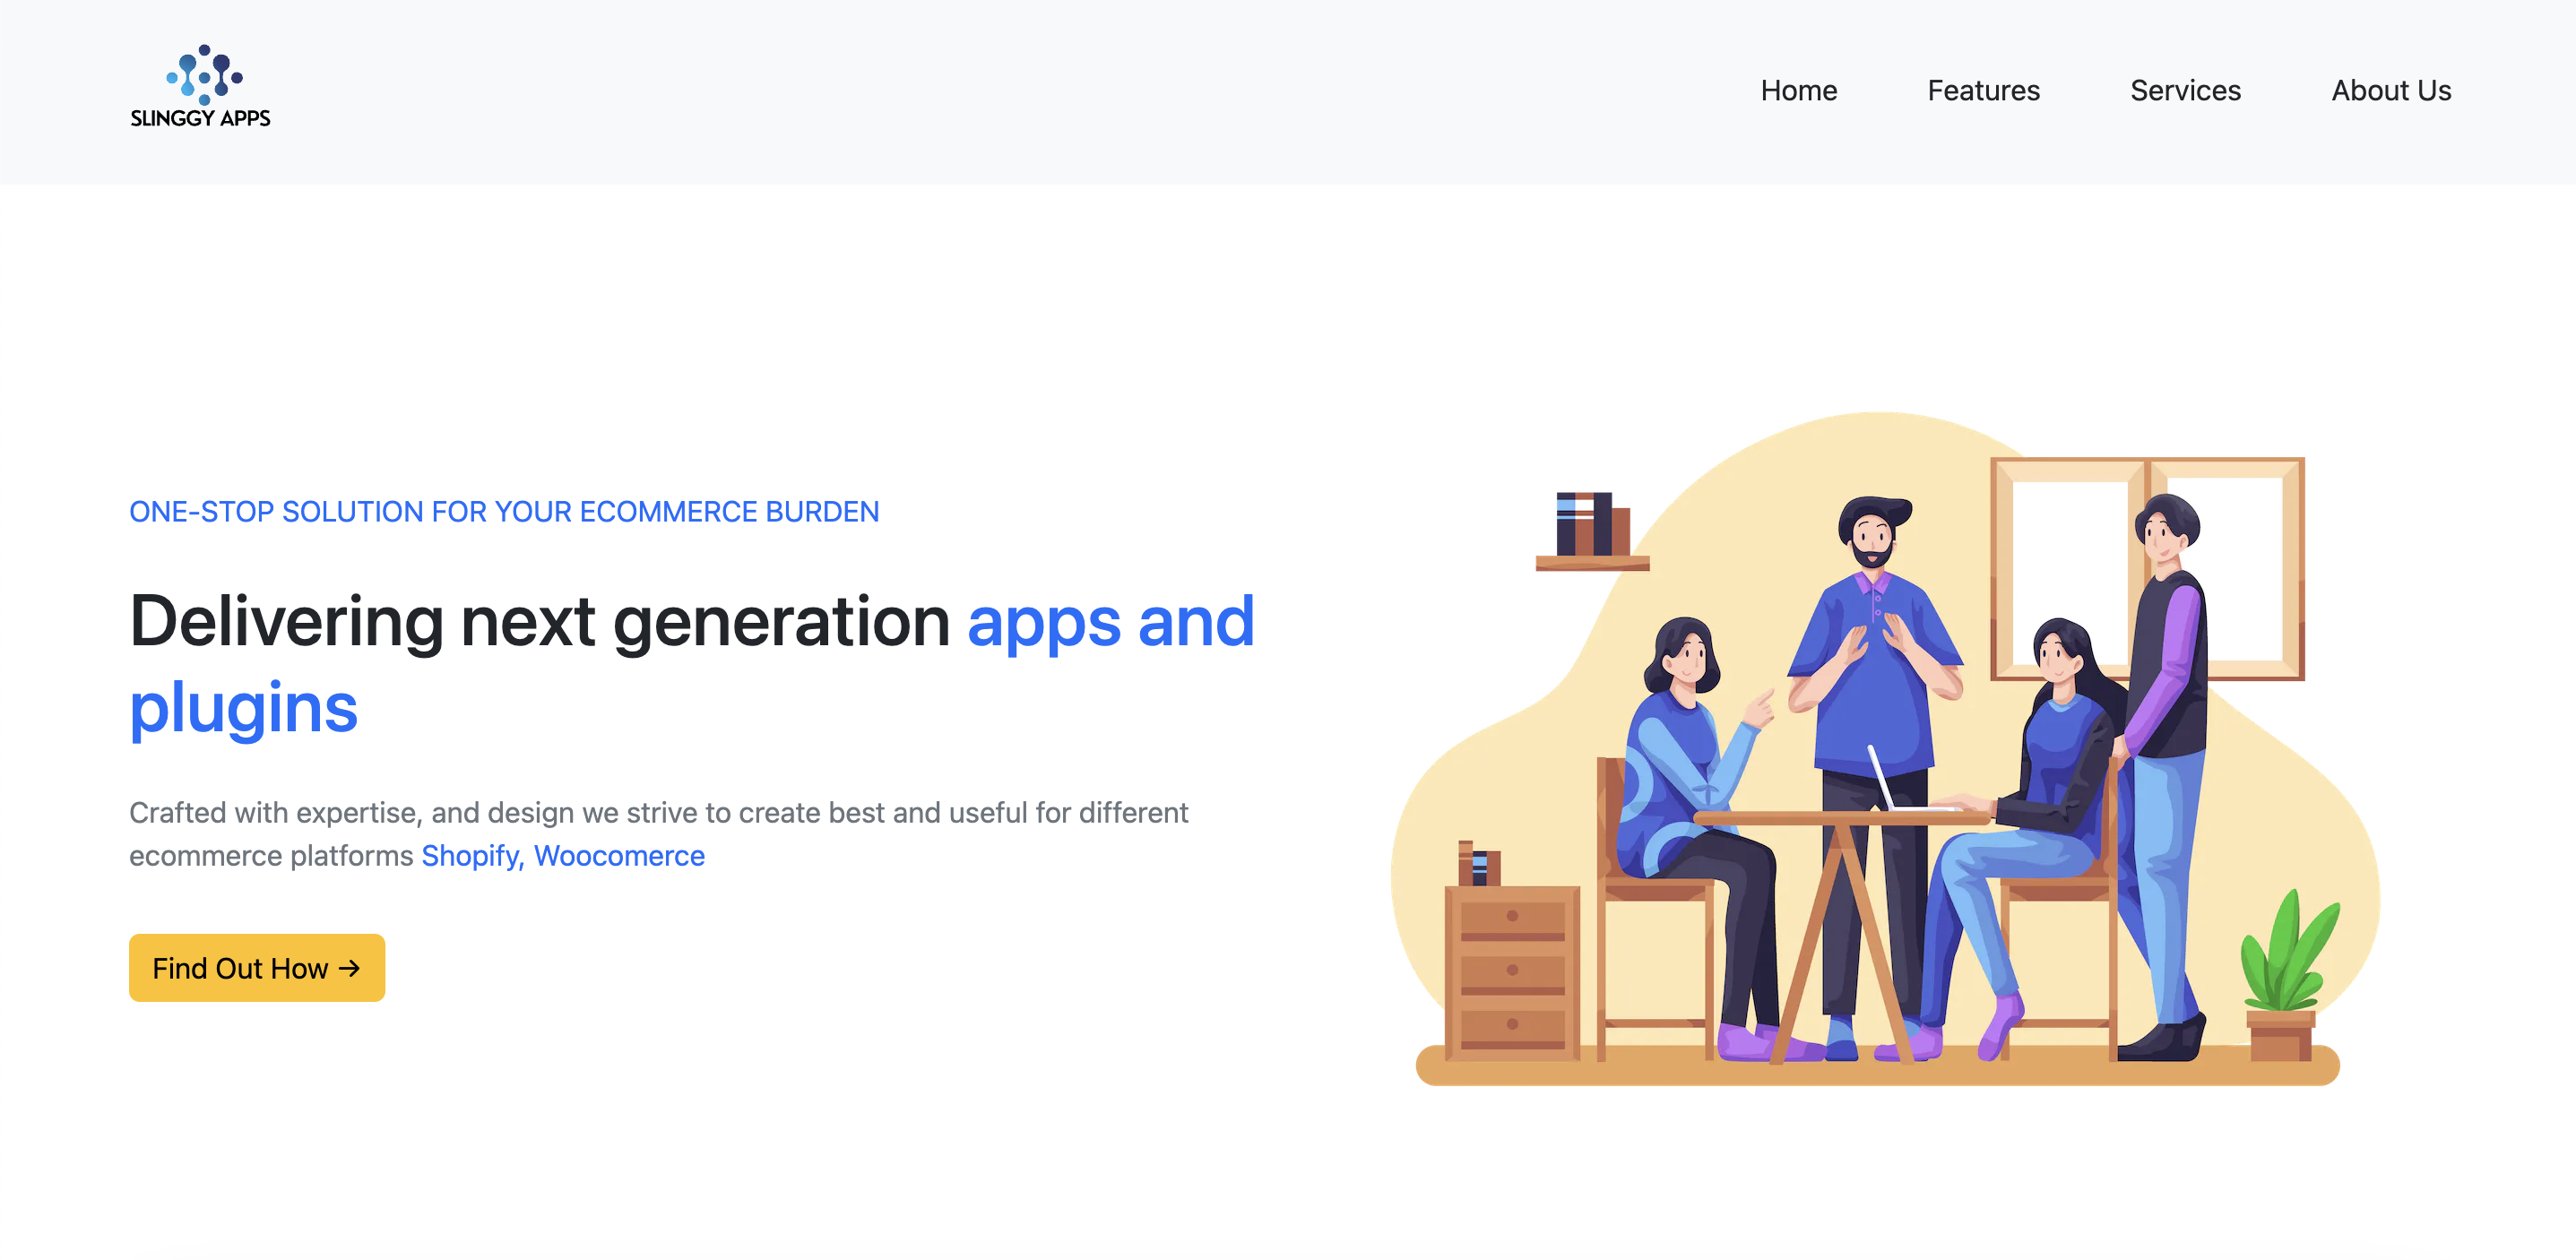 SLINGGY APPS
Home
Features
Services
About Us
ONE-STOP SOLUTION FOR YOUR ECOMMERCE BURDEN
Delivering next generation apps and
plugins
Crafted with expertise, and design we strive to create best and useful for different
ecommerce platforms Shopify, Woocomerce
Find Out How →